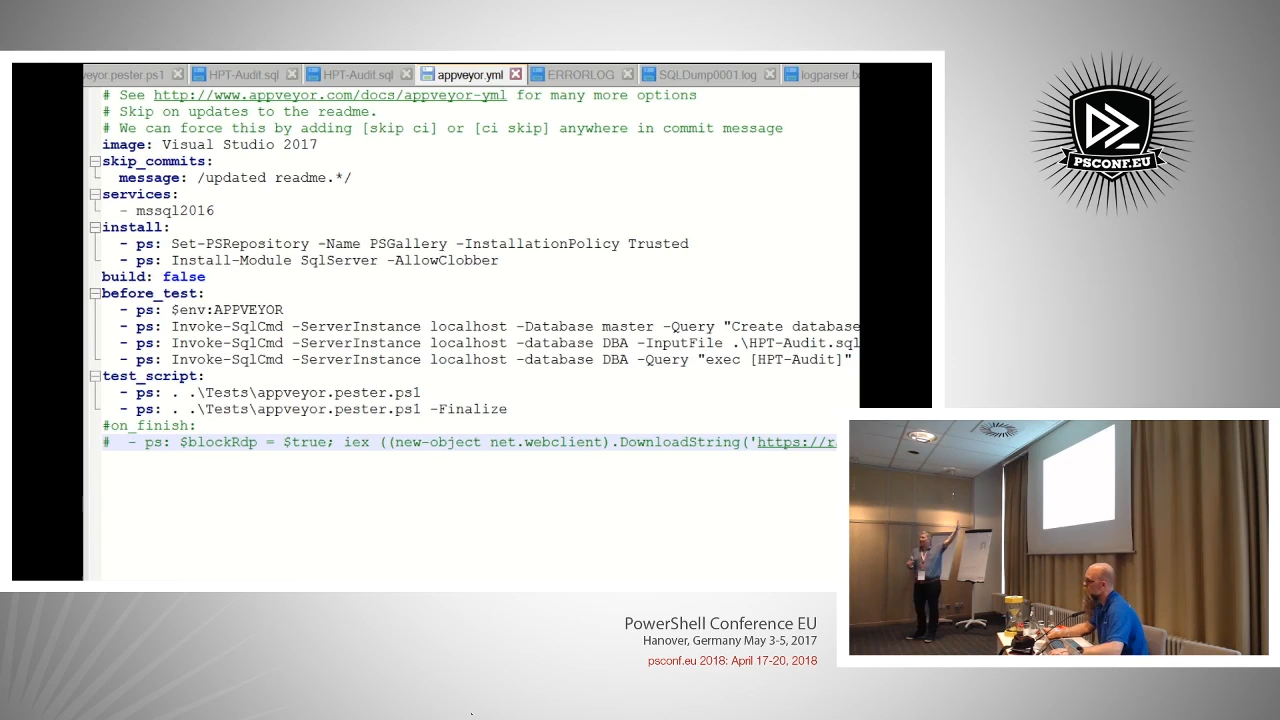 veyor.pester.ps1 HPT-Audit.sql HPT-Audit.sql appveyor.yml ERRORLOG SQLDump0001.log logparser.tx
# See http://www.appveyor.com/docs/appveyor-yml for many more options
# Skip on updates to the readme.
# We can force this by adding [skip ci] or [ci skip] anywhere in commit message
image: Visual Studio 2017
skip_commits:
message: /updated readme.*/
services:
- mssql2016
install:
- ps: Set-PSRepository -Name PSGallery -InstallationPolicy Trusted
- ps: Install-Module SqlServer -AllowClobber
build: false
before_test:
- ps: $env:APPVEYOR
- ps: Invoke-SqlCmd -ServerInstance localhost -Database master -Query "Create database
- ps: Invoke-SqlCmd -ServerInstance localhost -database DBA -InputFile .\HPT-Audit.sql
- ps: Invoke-SqlCmd -ServerInstance localhost -database DBA -Query "exec [HPT-Audit]"
test_script:
- ps: . .\Tests\appveyor.pester.ps1
- ps: . .\Tests\appveyor.pester.ps1 -Finalize
#on_finish:
# - ps: $blockRdp = $true; iex ((new-object net.webclient).DownloadString('https://r
PSCONF.EU
PowerShell Conference EU
Hanover, Germany May 3-5, 2017
psconf.eu 2018: April 17-20, 2018